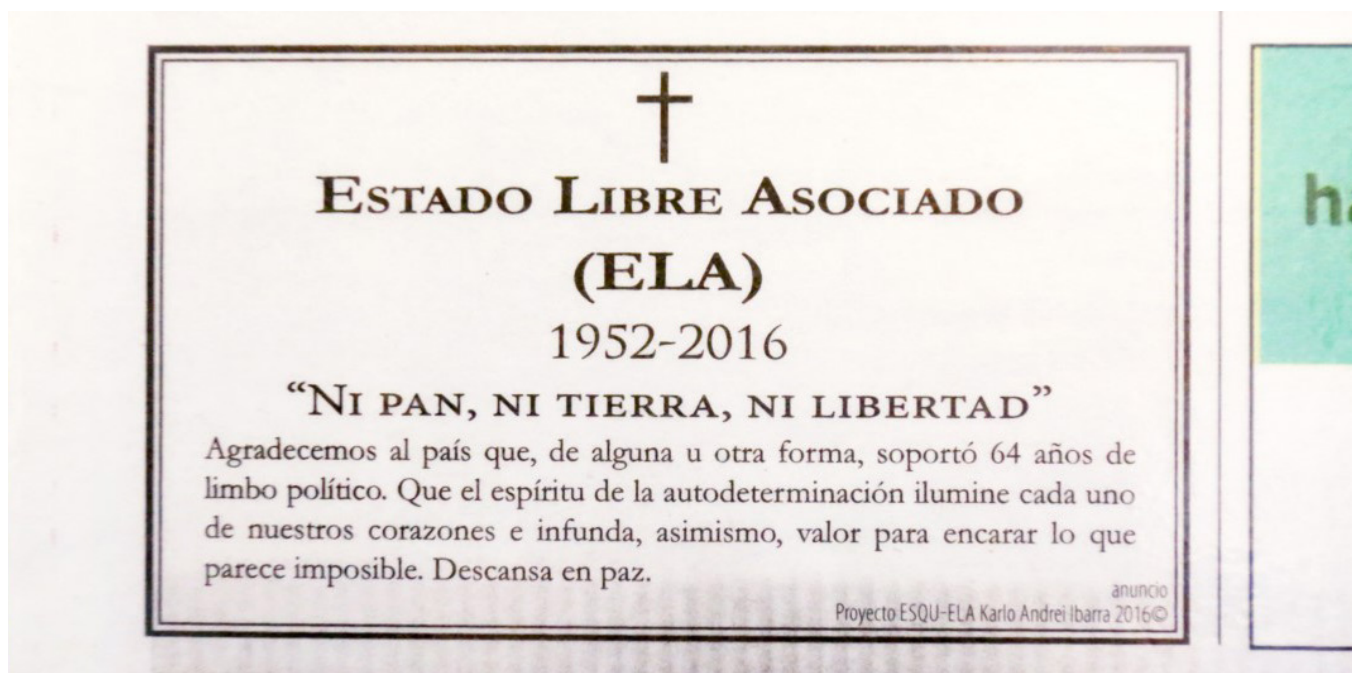 ESTADO LIBRE ASOCIADO
(ELA)
1952-2016
“NI PAN, NI TIERRA, NI LIBERTAD”
Agradecemos al país que, de alguna u otra forma, soportó 64 años de
limbo político. Que el espíritu de la autodeterminación ilumine cada uno
de nuestros corazones e infunda, asimismo, valor para encarar lo que
parece imposible. Descansa en paz.
anuncio
Proyecto ESQU-ELA Karlo Andrei Ibarra 2016©